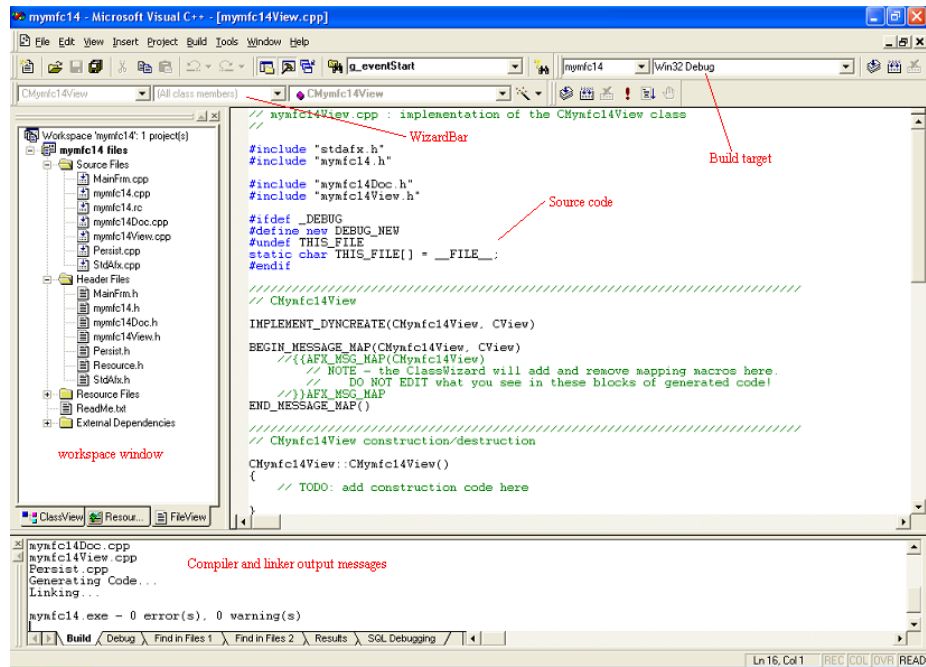 mymfc14 - Microsoft Visual C++ - [mymfc14View.cpp]
File Edit View Insert Project Build Tools Window Help
g_eventStart mymfc14 Win32 Debug
CMymfc14View (All class members) CMymfc14View
WizardBar
Build target
Source code
Workspace 'mymfc14': 1 project(s)
mymfc14 files
Source Files
MainFrm.cpp
mymfc14.cpp
mymfc14.rc
mymfc14Doc.cpp
mymfc14View.cpp
Persist.cpp
StdAfx.cpp
Header Files
MainFrm.h
mymfc14.h
mymfc14Doc.h
mymfc14View.h
Persist.h
Resource.h
StdAfx.h
Resource Files
ReadMe.txt
External Dependencies
workspace window
ClassView Resour... FileView
// mymfc14View.cpp : implementation of the CMymfc14View class
//
#include "stdafx.h"
#include "mymfc14.h"
#include "mymfc14Doc.h"
#include "mymfc14View.h"
#ifdef _DEBUG
#define new DEBUG_NEW
#undef THIS_FILE
static char THIS_FILE[] = __FILE__;
#endif
/////////////////////////////////////////////////////////////////////////////
// CMymfc14View
IMPLEMENT_DYNCREATE(CMymfc14View, CView)
BEGIN_MESSAGE_MAP(CMymfc14View, CView)
//{{AFX_MSG_MAP(CMymfc14View)
// NOTE - the ClassWizard will add and remove mapping macros here.
// DO NOT EDIT what you see in these blocks of generated code!
//}}AFX_MSG_MAP
END_MESSAGE_MAP()
/////////////////////////////////////////////////////////////////////////////
// CMymfc14View construction/destruction
CMymfc14View::CMymfc14View()
{
// TODO: add construction code here
}
mymfc14Doc.cpp
mymfc14View.cpp
Persist.cpp
Generating Code...
Linking...
mymfc14.exe - 0 error(s), 0 warning(s)
Compiler and linker output messages
Build Debug Find in Files 1 Find in Files 2 Results SQL Debugging
Ln 16, Col 1 REC COL OVR READ